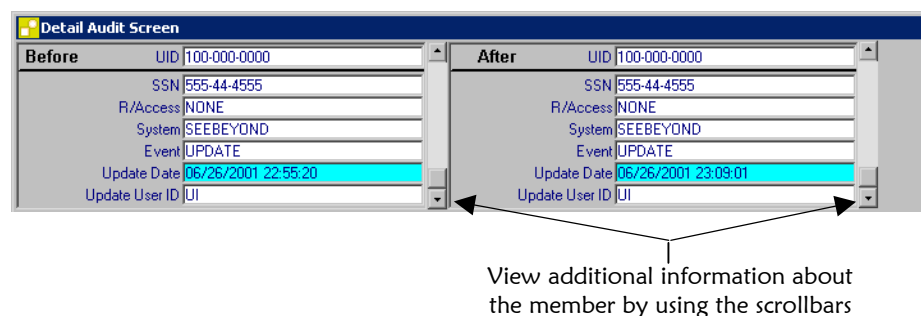 Detail Audit Screen
Before UID 100-000-0000
SSN 555-44-4555
R/Access NONE
System SEEBEYOND
Event UPDATE
Update Date 06/26/2001 22:55:20
Update User ID UI
After UID 100-000-0000
SSN 555-44-4555
R/Access NONE
System SEEBEYOND
Event UPDATE
Update Date 06/26/2001 23:09:01
Update User ID UI
View additional information about
the member by using the scrollbars